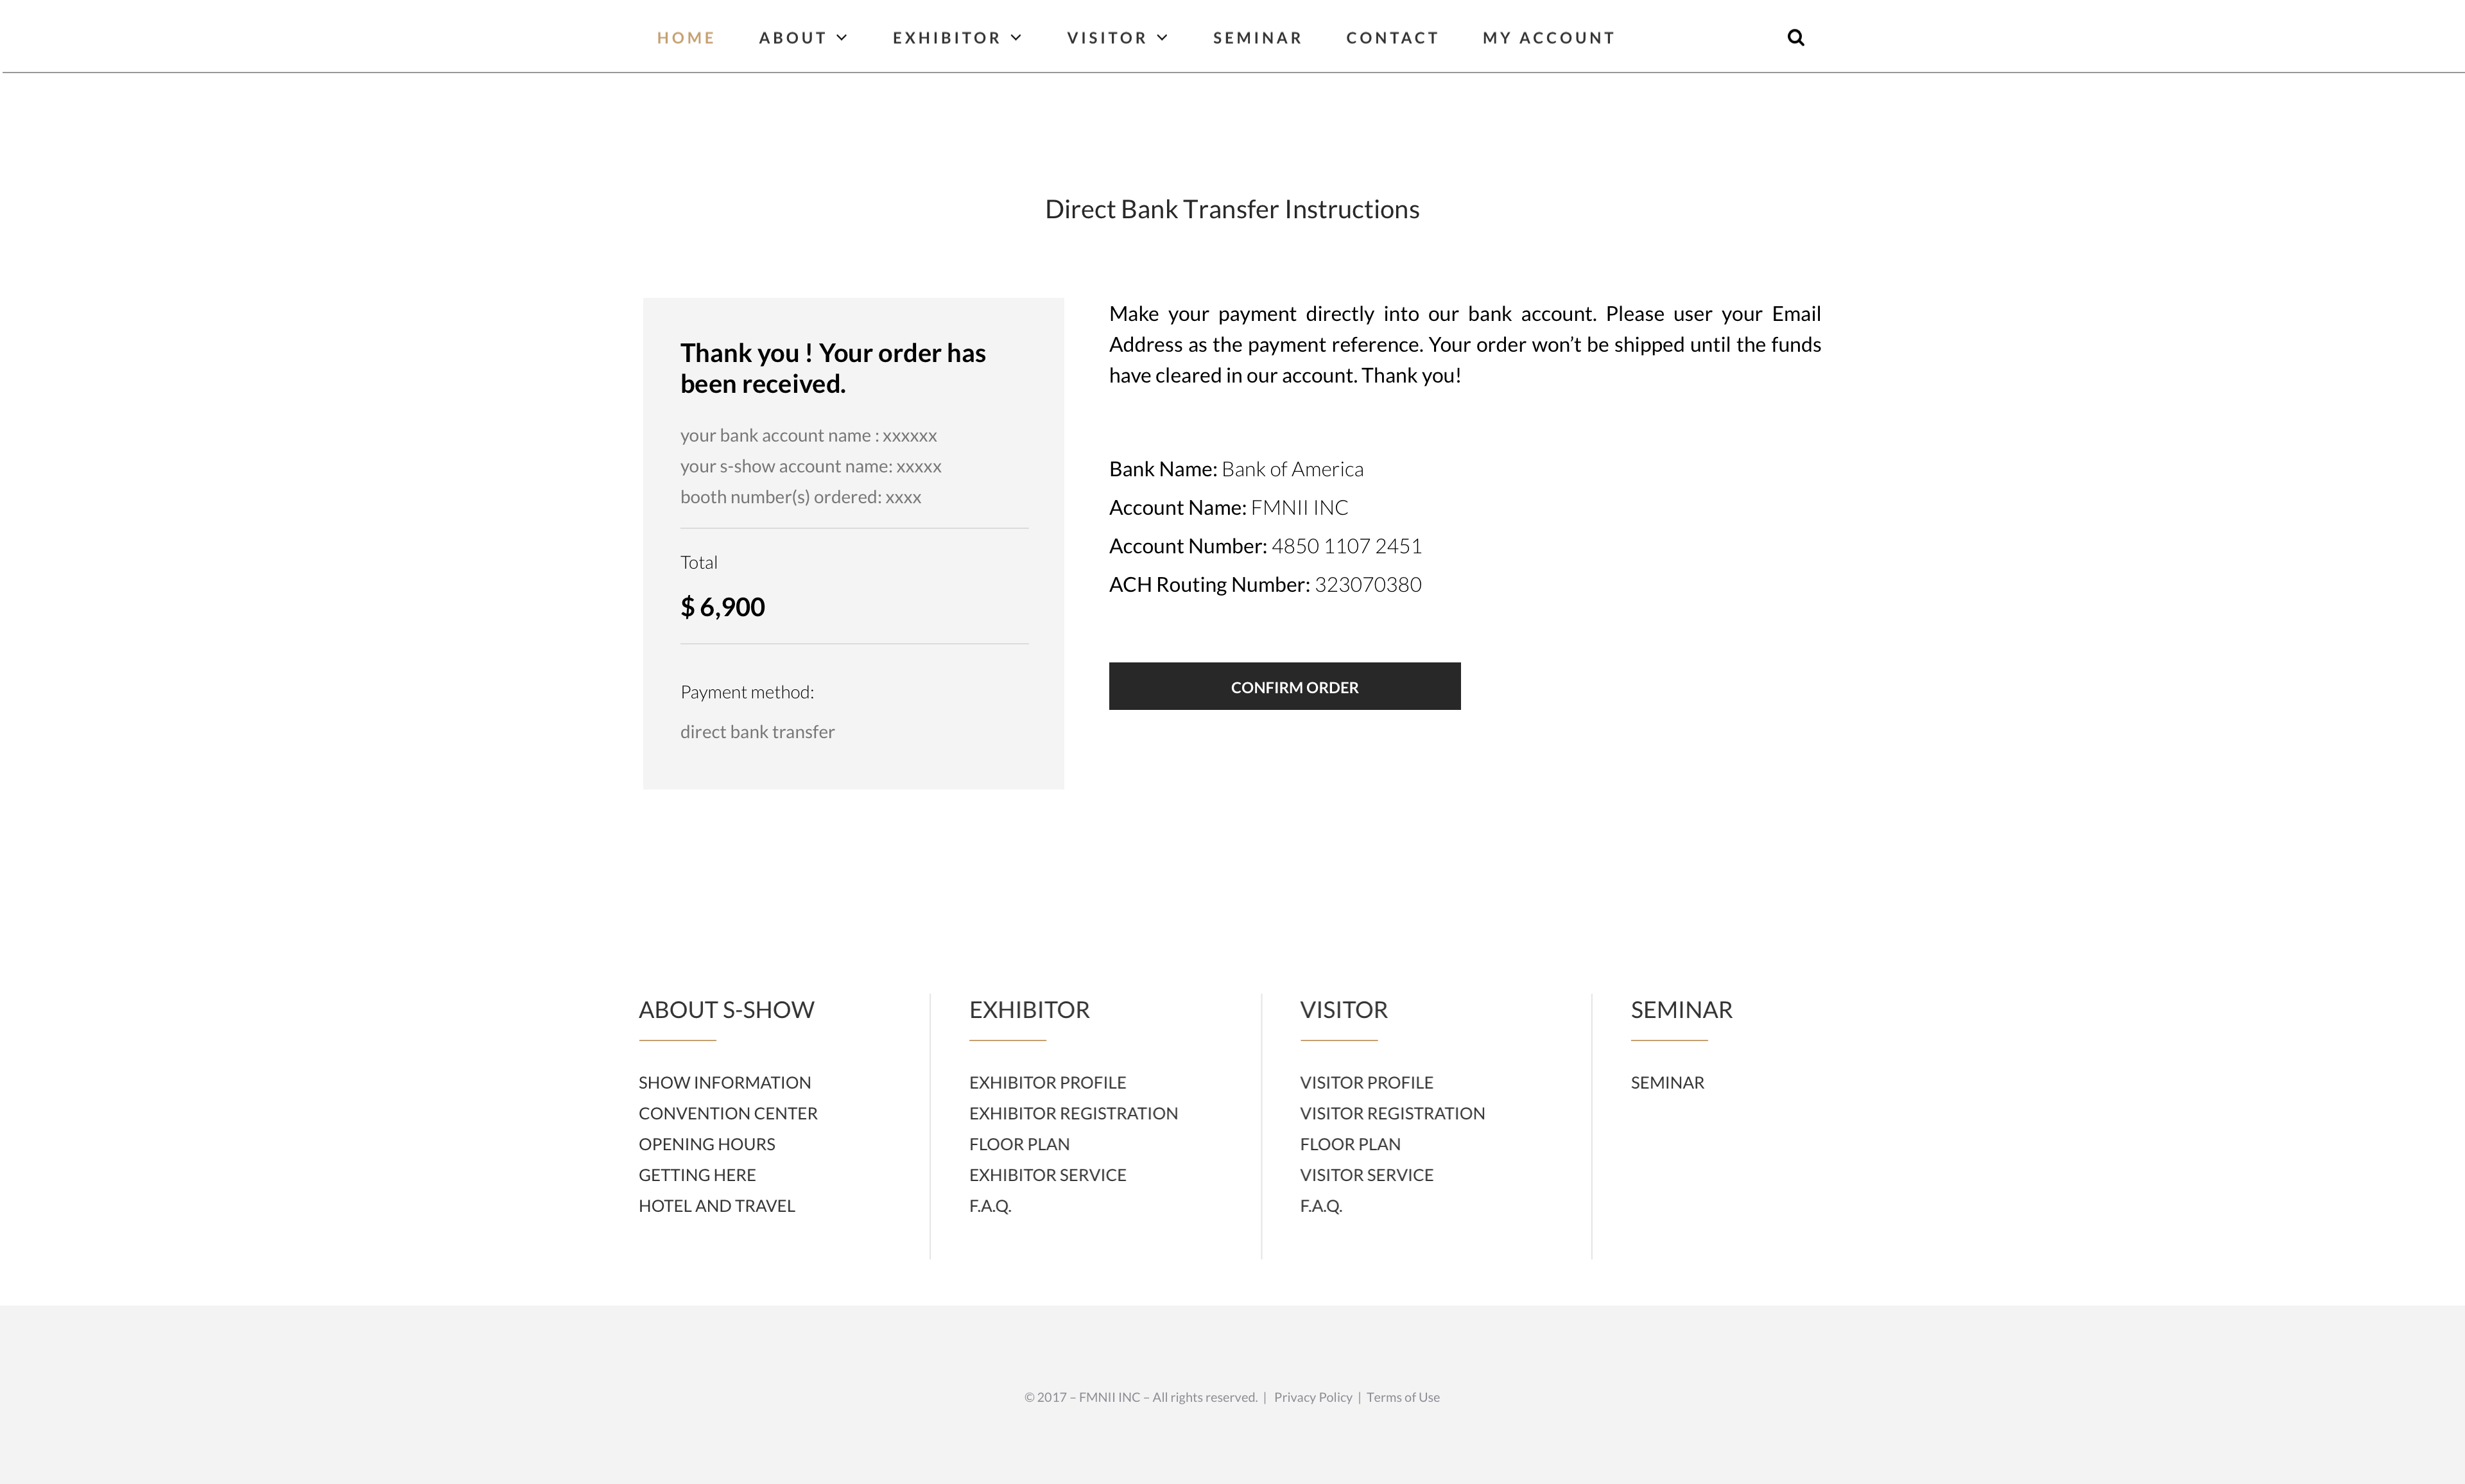 HOME ABOUT EXHIBITOR VISITOR SEMINAR CONTACT MY ACCOUNT
Direct Bank Transfer Instructions
Thank you ! Your order has
been received.
your bank account name : xxxxxx
your s-show account name: xxxxx
booth number(s) ordered: xxxx
Total
$ 6,900
Payment method:
direct bank transfer
Make your payment directly into our bank account. Please user your Email
Address as the payment reference. Your order won’t be shipped until the funds
have cleared in our account. Thank you!
Bank Name: Bank of America
Account Name: FMNII INC
Account Number: 4850 1107 2451
ACH Routing Number: 323070380
CONFIRM ORDER
ABOUT S-SHOW
SHOW INFORMATION
CONVENTION CENTER
OPENING HOURS
GETTING HERE
HOTEL AND TRAVEL
EXHIBITOR
EXHIBITOR PROFILE
EXHIBITOR REGISTRATION
FLOOR PLAN
EXHIBITOR SERVICE
F.A.Q.
VISITOR
VISITOR PROFILE
VISITOR REGISTRATION
FLOOR PLAN
VISITOR SERVICE
F.A.Q.
SEMINAR
SEMINAR
© 2017 – FMNII INC – All rights reserved. | Privacy Policy | Terms of Use